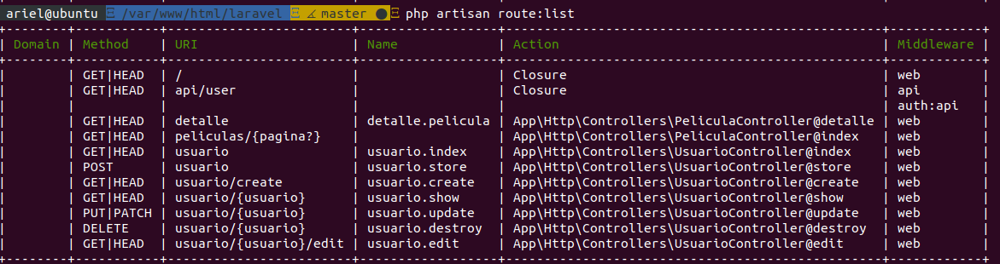 ariel@ubuntu /var/www/html/laravel master ● php artisan route:list
+--------+-----------+------------------------+------------------+------------------------------------------------+------------+
| Domain | Method    | URI                    | Name             | Action                                         | Middleware |
+--------+-----------+------------------------+------------------+------------------------------------------------+------------+
|        | GET|HEAD  | /                      |                  | Closure                                        | web        |
|        | GET|HEAD  | api/user               |                  | Closure                                        | api        |
|        |           |                        |                  |                                                | auth:api   |
|        | GET|HEAD  | detalle                | detalle.pelicula | App\Http\Controllers\PeliculaController@detalle | web        |
|        | GET|HEAD  | peliculas/{pagina?}    |                  | App\Http\Controllers\PeliculaController@index  | web        |
|        | GET|HEAD  | usuario                | usuario.index    | App\Http\Controllers\UsuarioController@index   | web        |
|        | POST      | usuario                | usuario.store    | App\Http\Controllers\UsuarioController@store   | web        |
|        | GET|HEAD  | usuario/create         | usuario.create   | App\Http\Controllers\UsuarioController@create  | web        |
|        | GET|HEAD  | usuario/{usuario}      | usuario.show     | App\Http\Controllers\UsuarioController@show    | web        |
|        | PUT|PATCH | usuario/{usuario}      | usuario.update   | App\Http\Controllers\UsuarioController@update  | web        |
|        | DELETE    | usuario/{usuario}      | usuario.destroy  | App\Http\Controllers\UsuarioController@destroy | web        |
|        | GET|HEAD  | usuario/{usuario}/edit | usuario.edit     | App\Http\Controllers\UsuarioController@edit    | web        |
+--------+-----------+------------------------+------------------+------------------------------------------------+------------+